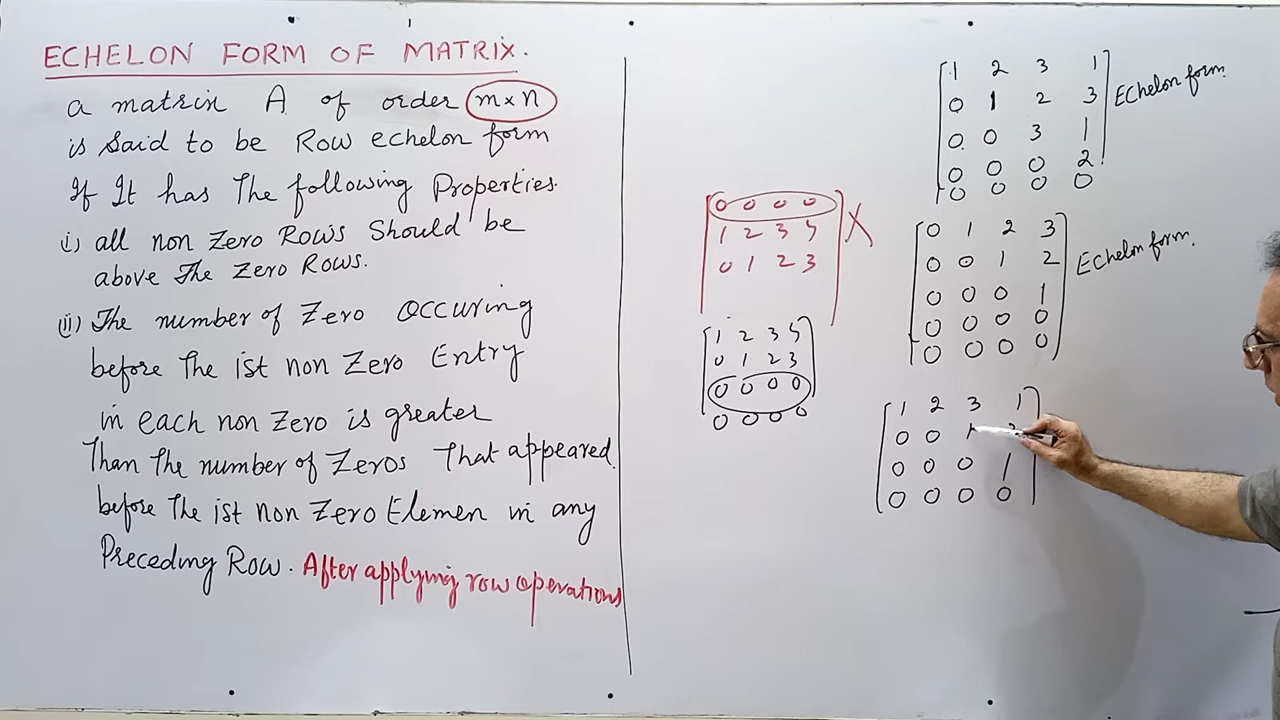 ECHELON FORM OF MATRIX.
a matrix A of order m×n
is said to be Row echelon form
If It has The following Properties.
i) all non Zero Rows Should be
above The Zero Rows.
(ii) The number of Zero Occuring
before The ist non Zero Entry
in each non Zero is greater
Than The number of Zeros That appeared
before The ist non Zero Elemen in any
Preceding Row. After applying row operations
0 0 0 0 X
1 2 3 5
0 1 2 3
1 2 3 5
0 1 2 3
0 0 0 0
0 0 0 0
1 2 3 1 Echelon form.
0 1 2 3
0 0 3 1
0 0 0 2
0 0 0 0
0 1 2 3
0 0 1 2 Echelon form.
0 0 0 1
0 0 0 0
0 0 0 0
1 2 3 1
0 0 1
0 0 0 1
0 0 0 0